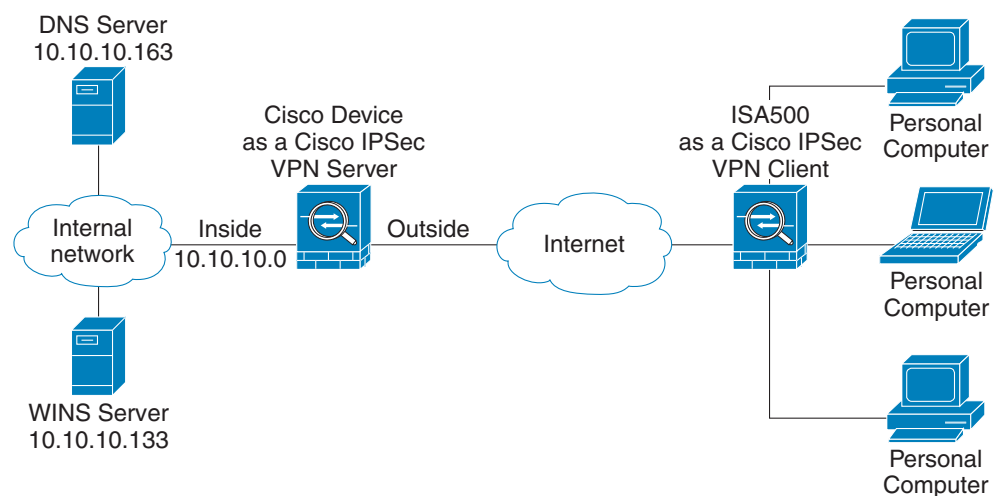 DNS Server
10.10.10.163
Cisco Device
as a Cisco IPSec
VPN Server
ISA500
as a Cisco IPSec
VPN Client
Personal
Computer
Internal
network
Inside
10.10.10.0
Outside
Internet
Personal
Computer
WINS Server
10.10.10.133
Personal
Computer